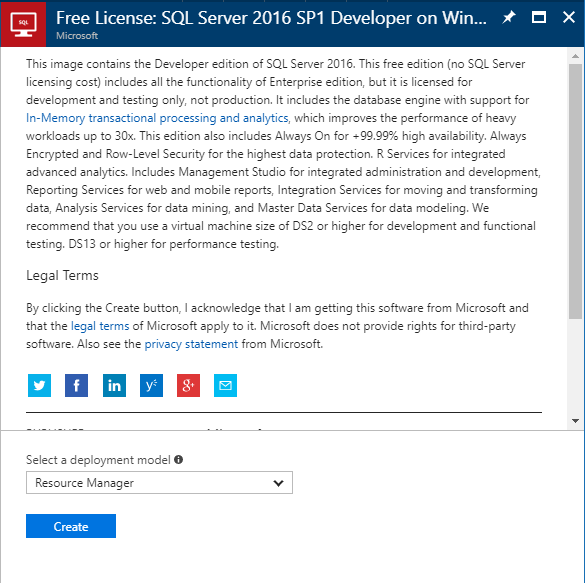 SQL
Free License: SQL Server 2016 SP1 Developer on Win...
Microsoft
This image contains the Developer edition of SQL Server 2016. This free edition (no SQL Server
licensing cost) includes all the functionality of Enterprise edition, but it is licensed for
development and testing only, not production. It includes the database engine with support for
In-Memory transactional processing and analytics, which improves the performance of heavy
workloads up to 30x. This edition also includes Always On for +99.99% high availability. Always
Encrypted and Row-Level Security for the highest data protection. R Services for integrated
advanced analytics. Includes Management Studio for integrated administration and development,
Reporting Services for web and mobile reports, Integration Services for moving and transforming
data, Analysis Services for data mining, and Master Data Services for data modeling. We
recommend that you use a virtual machine size of DS2 or higher for development and functional
testing. DS13 or higher for performance testing.
Legal Terms
By clicking the Create button, I acknowledge that I am getting this software from Microsoft and
that the legal terms of Microsoft apply to it. Microsoft does not provide rights for third-party
software. Also see the privacy statement from Microsoft.
Select a deployment model
Resource Manager
Create